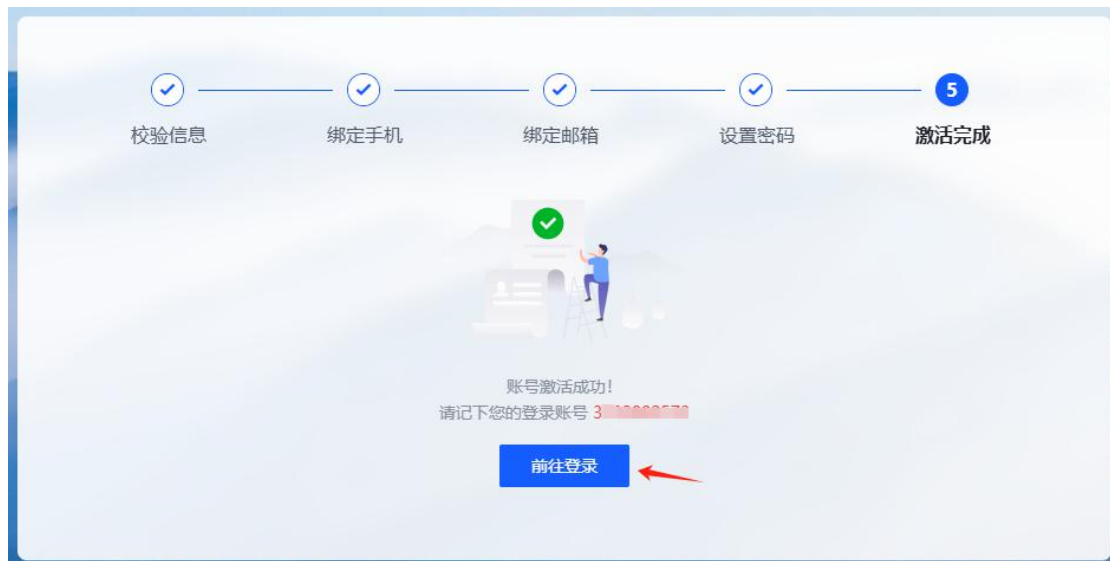 5
校验信息
绑定手机
绑定邮箱
设置密码
激活完成
账号激活成功！
请记下您的登录账号
前往登录